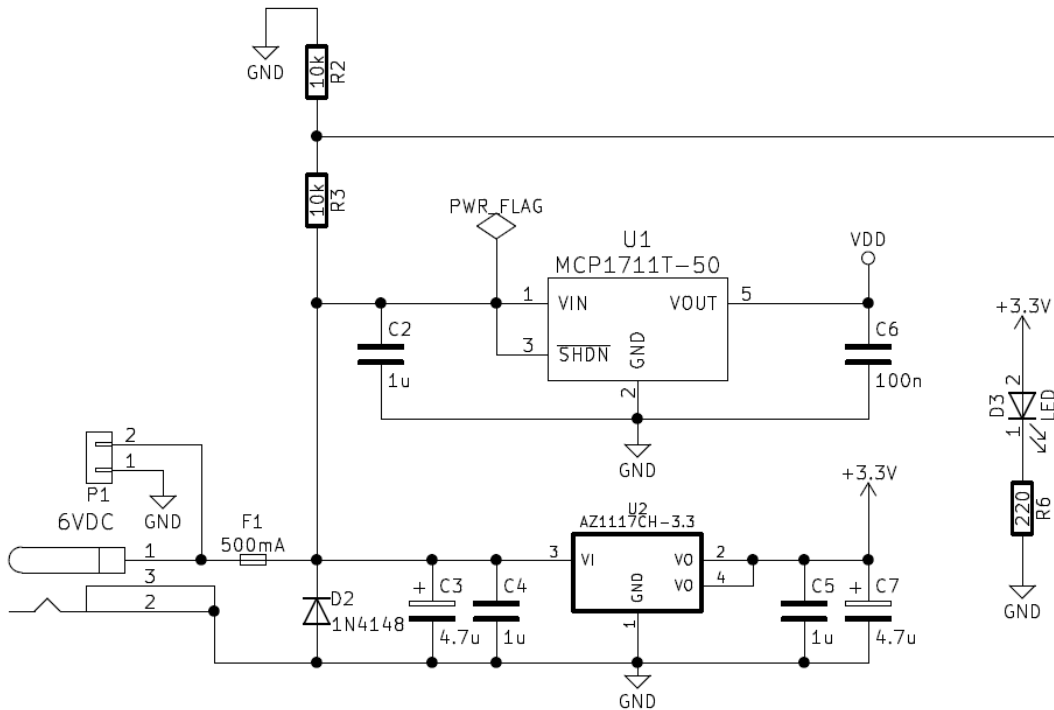 GND
10k
R2
10k
R3
PWR_FLAG
U1
MCP1711T-50
VDD
1
VIN
VOUT
5
3
SHDN
GND
2
C2
1u
C6
100n
GND
+3.3V
2
D3
LED
1
220
R6
GND
2
1
P1
GND
6VDC
F1
500mA
1
3
2
D2
1N4148
C3
+
4.7u
C4
1u
U2
AZ1117CH-3.3
3
VI
VO
2
VO
4
GND
1
+3.3V
C5
1u
C7
+
4.7u
GND